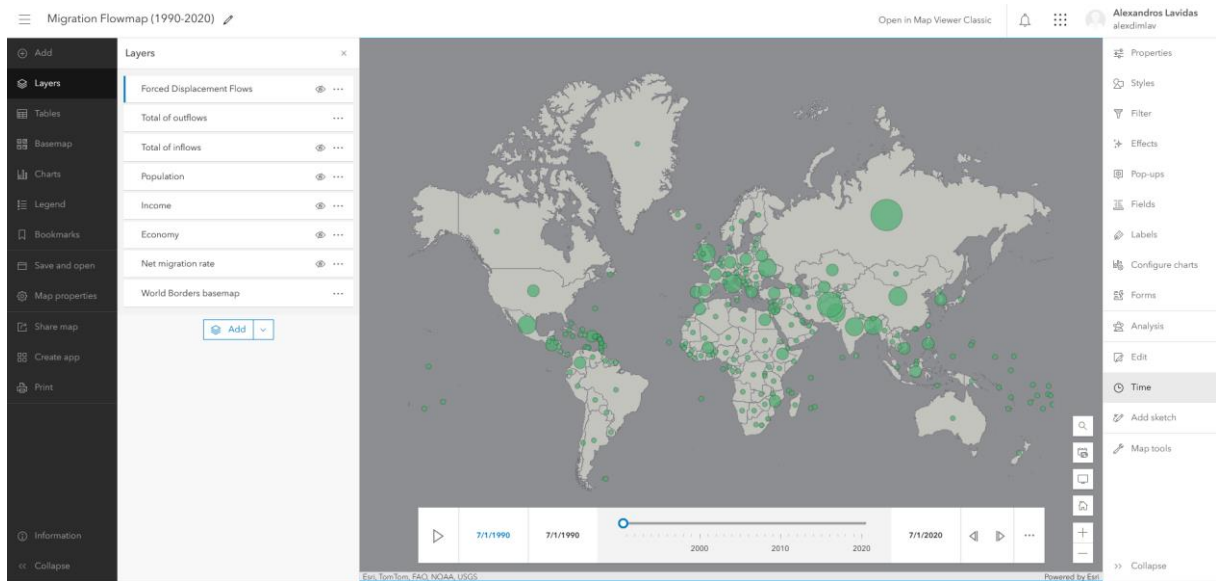 Migration Flowmap (1990-2020)
Open in Map Viewer Classic
Alexandros Lavidas
alexdimlav
Add
Layers
Tables
Basemap
Charts
Legend
Bookmarks
Save and open
Map properties
Share map
Create app
Print
Information
Collapse
Layers
Forced Displacement Flows
Total of outflows
Total of inflows
Population
Income
Economy
Net migration rate
World Borders basemap
Add
7/1/1990
7/1/1990
2000
2010
2020
7/1/2020
Esri, TomTom, FAO, NOAA, USGS
Powered by Esri
Properties
Styles
Filter
Effects
Pop-ups
Fields
Labels
Configure charts
Forms
Analysis
Edit
Time
Add sketch
Map tools
Collapse